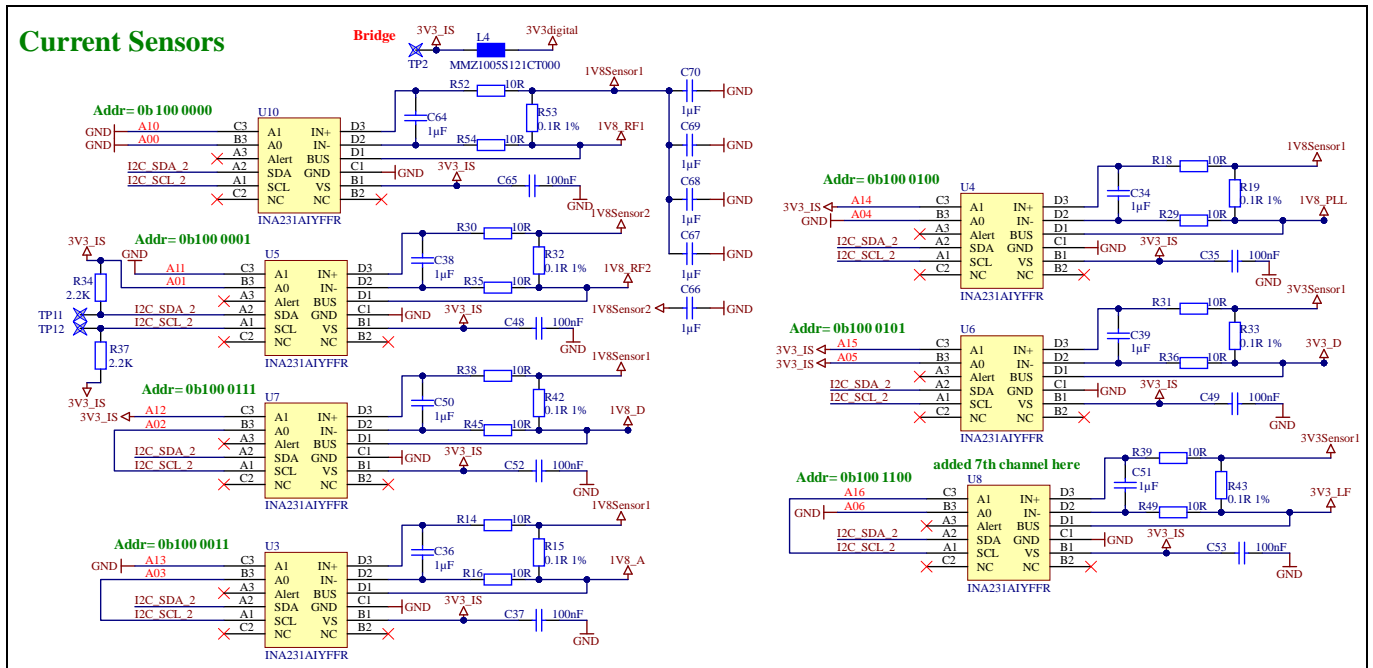 Current Sensors
Bridge
3V3_IS
L4
3V3digital
TP2
MMZ1005S121CT000
Addr= 0b 100 0000
U10
GND A10 C3 A1 IN+ D3
GND A00 B3 A0 IN- D2
A3 Alert BUS D1
I2C_SDA_2 A2 SDA GND C1 GND
I2C_SCL_2 A1 SCL VS B1
C2 NC NC B2
INA231AIYFFR
R52 10R
C64
1µF
R54 10R
R53
0.1R 1%
1V8Sensor1
1V8_RF1
3V3_IS
C65 100nF
GND
C70
1µF
GND
C69
1µF
GND
C68
1µF
GND
C67
1µF
GND
1V8Sensor2
C66
1µF
GND
Addr= 0b100 0001
3V3_IS
GND
R34
2.2K
TP11
TP12
R37
2.2K
3V3_IS
U5
A11 C3 A1 IN+ D3
A01 B3 A0 IN- D2
A3 Alert BUS D1
I2C_SDA_2 A2 SDA GND C1 GND
I2C_SCL_2 A1 SCL VS B1
C2 NC NC B2
INA231AIYFFR
R30 10R
C38
1µF
R35 10R
R32
0.1R 1%
1V8Sensor2
1V8_RF2
3V3_IS
C48 100nF
GND
Addr= 0b100 0111
U7
3V3_IS A12 C3 A1 IN+ D3
A02 B3 A0 IN- D2
A3 Alert BUS D1
I2C_SDA_2 A2 SDA GND C1 GND
I2C_SCL_2 A1 SCL VS B1
C2 NC NC B2
INA231AIYFFR
R38 10R
C50
1µF
R45 10R
R42
0.1R 1%
1V8Sensor1
1V8_D
3V3_IS
C52 100nF
GND
Addr= 0b100 0011
U3
GND A13 C3 A1 IN+ D3
A03 B3 A0 IN- D2
A3 Alert BUS D1
I2C_SDA_2 A2 SDA GND C1 GND
I2C_SCL_2 A1 SCL VS B1
C2 NC NC B2
INA231AIYFFR
R14 10R
C36
1µF
R16 10R
R15
0.1R 1%
1V8Sensor1
1V8_A
3V3_IS
C37 100nF
GND
Addr= 0b100 0100
U4
3V3_IS A14 C3 A1 IN+ D3
GND A04 B3 A0 IN- D2
A3 Alert BUS D1
I2C_SDA_2 A2 SDA GND C1 GND
I2C_SCL_2 A1 SCL VS B1
C2 NC NC B2
INA231AIYFFR
R18 10R
C34
1µF
R29 10R
R19
0.1R 1%
1V8Sensor1
1V8_PLL
3V3_IS
C35 100nF
GND
Addr= 0b100 0101
U6
3V3_IS A15 C3 A1 IN+ D3
3V3_IS A05 B3 A0 IN- D2
A3 Alert BUS D1
I2C_SDA_2 A2 SDA GND C1 GND
I2C_SCL_2 A1 SCL VS B1
C2 NC NC B2
INA231AIYFFR
R31 10R
C39
1µF
R36 10R
R33
0.1R 1%
3V3Sensor1
3V3_D
3V3_IS
C49 100nF
GND
Addr= 0b100 1100
added 7th channel here
U8
A16 C3 A1 IN+ D3
GND A06 B3 A0 IN- D2
A3 Alert BUS D1
I2C_SDA_2 A2 SDA GND C1 GND
I2C_SCL_2 A1 SCL VS B1
C2 NC NC B2
INA231AIYFFR
R39 10R
C51
1µF
R49 10R
R43
0.1R 1%
3V3Sensor1
3V3_LF
3V3_IS
C53 100nF
GND